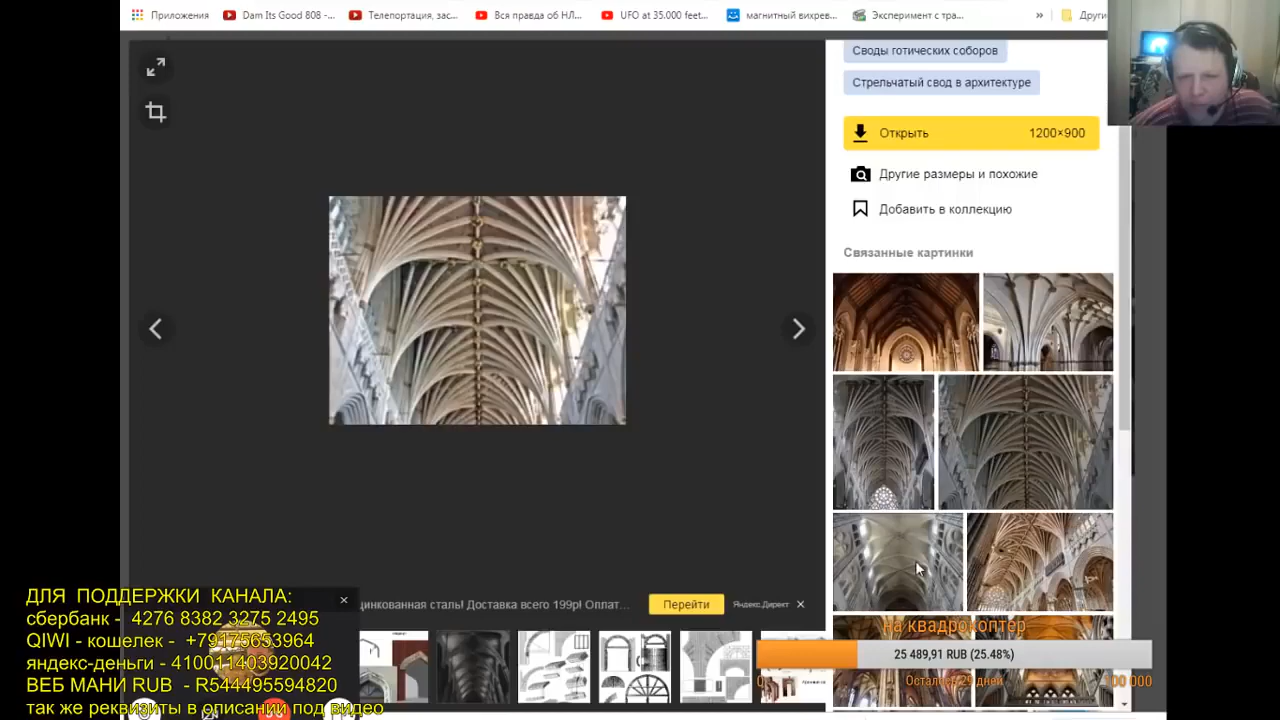 Приложения
Dam Its Good 808 -...
Телепортация, зас...
Вся правда об НЛ...
UFO at 35.000 feet...
магнитный вихрев...
Эксперимент с тра...
»
Други
Своды готических соборов
Стрельчатый свод в архитектуре
Открыть 1200×900
Другие размеры и похожие
Добавить в коллекцию
Связанные картинки
цинкованная сталь! Доставка всего 199р! Оплат...
Перейти
Яндекс.Директ
ДЛЯ ПОДДЕРЖКИ КАНАЛА:
сбербанк - 4276 8382 3275 2495
QIWI - кошелек - +79175653964
яндекс-деньги - 410011403920042
ВЕБ МАНИ RUB - R544495594820
так же реквизиты в описании под видео
на квадрокоптер
25 489,91 RUB (25.48%)
0
Осталось 29 дней
100 000